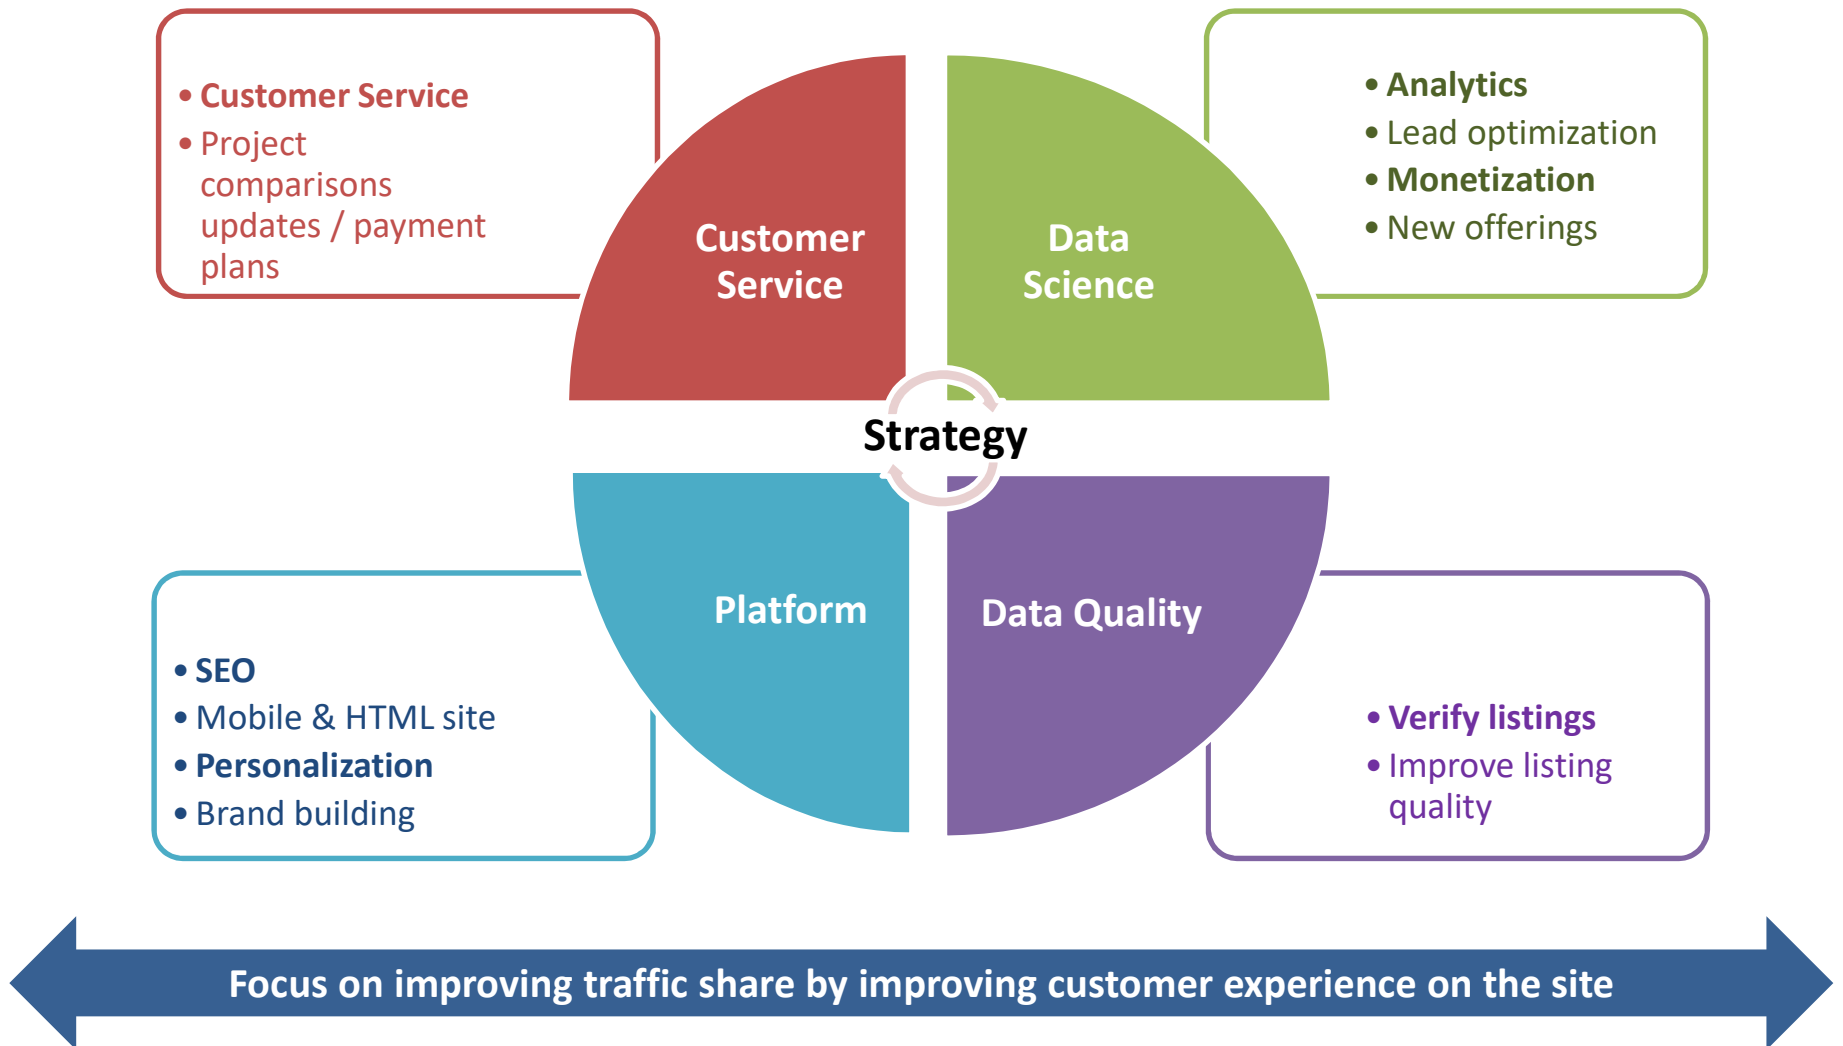 • Customer Service
• Project
comparisons
updates / payment
plans
Customer
Service
Data
Science
• Analytics
• Lead optimization
• Monetization
• New offerings
Strategy
• SEO
• Mobile & HTML site
• Personalization
• Brand building
Platform
Data Quality
• Verify listings
• Improve listing
quality
Focus on improving traffic share by improving customer experience on the site